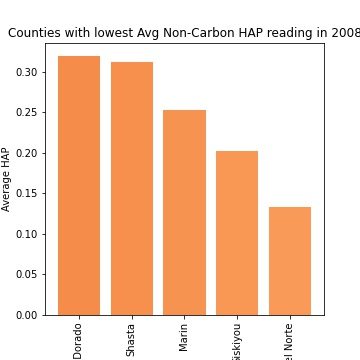 Counties with lowest Avg Non-Carbon HAP reading in 2008
Average HAP
0.30
0.25
0.20
0.15
0.10
0.05
0.00
Dorado
Shasta
Marin
iskiyou
el Norte